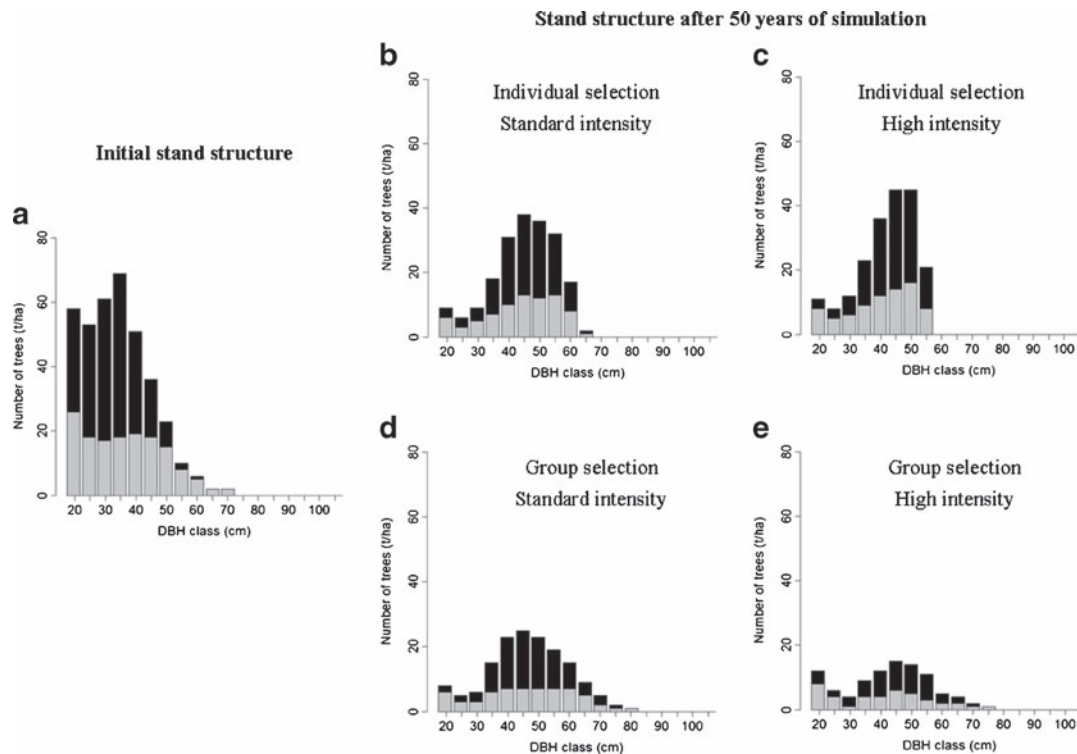 Stand structure after 50 years of simulation
Initial stand structure
a
80
60
40
20
0
Number of trees (t/ha)
20 30 40 50 60 70 80 90 100
DBH class (cm)
b
Individual selection
Standard intensity
80
60
40
20
0
Number of trees (t/ha)
20 30 40 50 60 70 80 90 100
DBH class (cm)
c
Individual selection
High intensity
80
60
40
20
0
Number of trees (t/ha)
20 30 40 50 60 70 80 90 100
DBH class (cm)
d
Group selection
Standard intensity
80
60
40
20
0
Number of trees (t/ha)
20 30 40 50 60 70 80 90 100
DBH class (cm)
e
Group selection
High intensity
80
60
40
20
0
Number of trees (t/ha)
20 30 40 50 60 70 80 90 100
DBH class (cm)